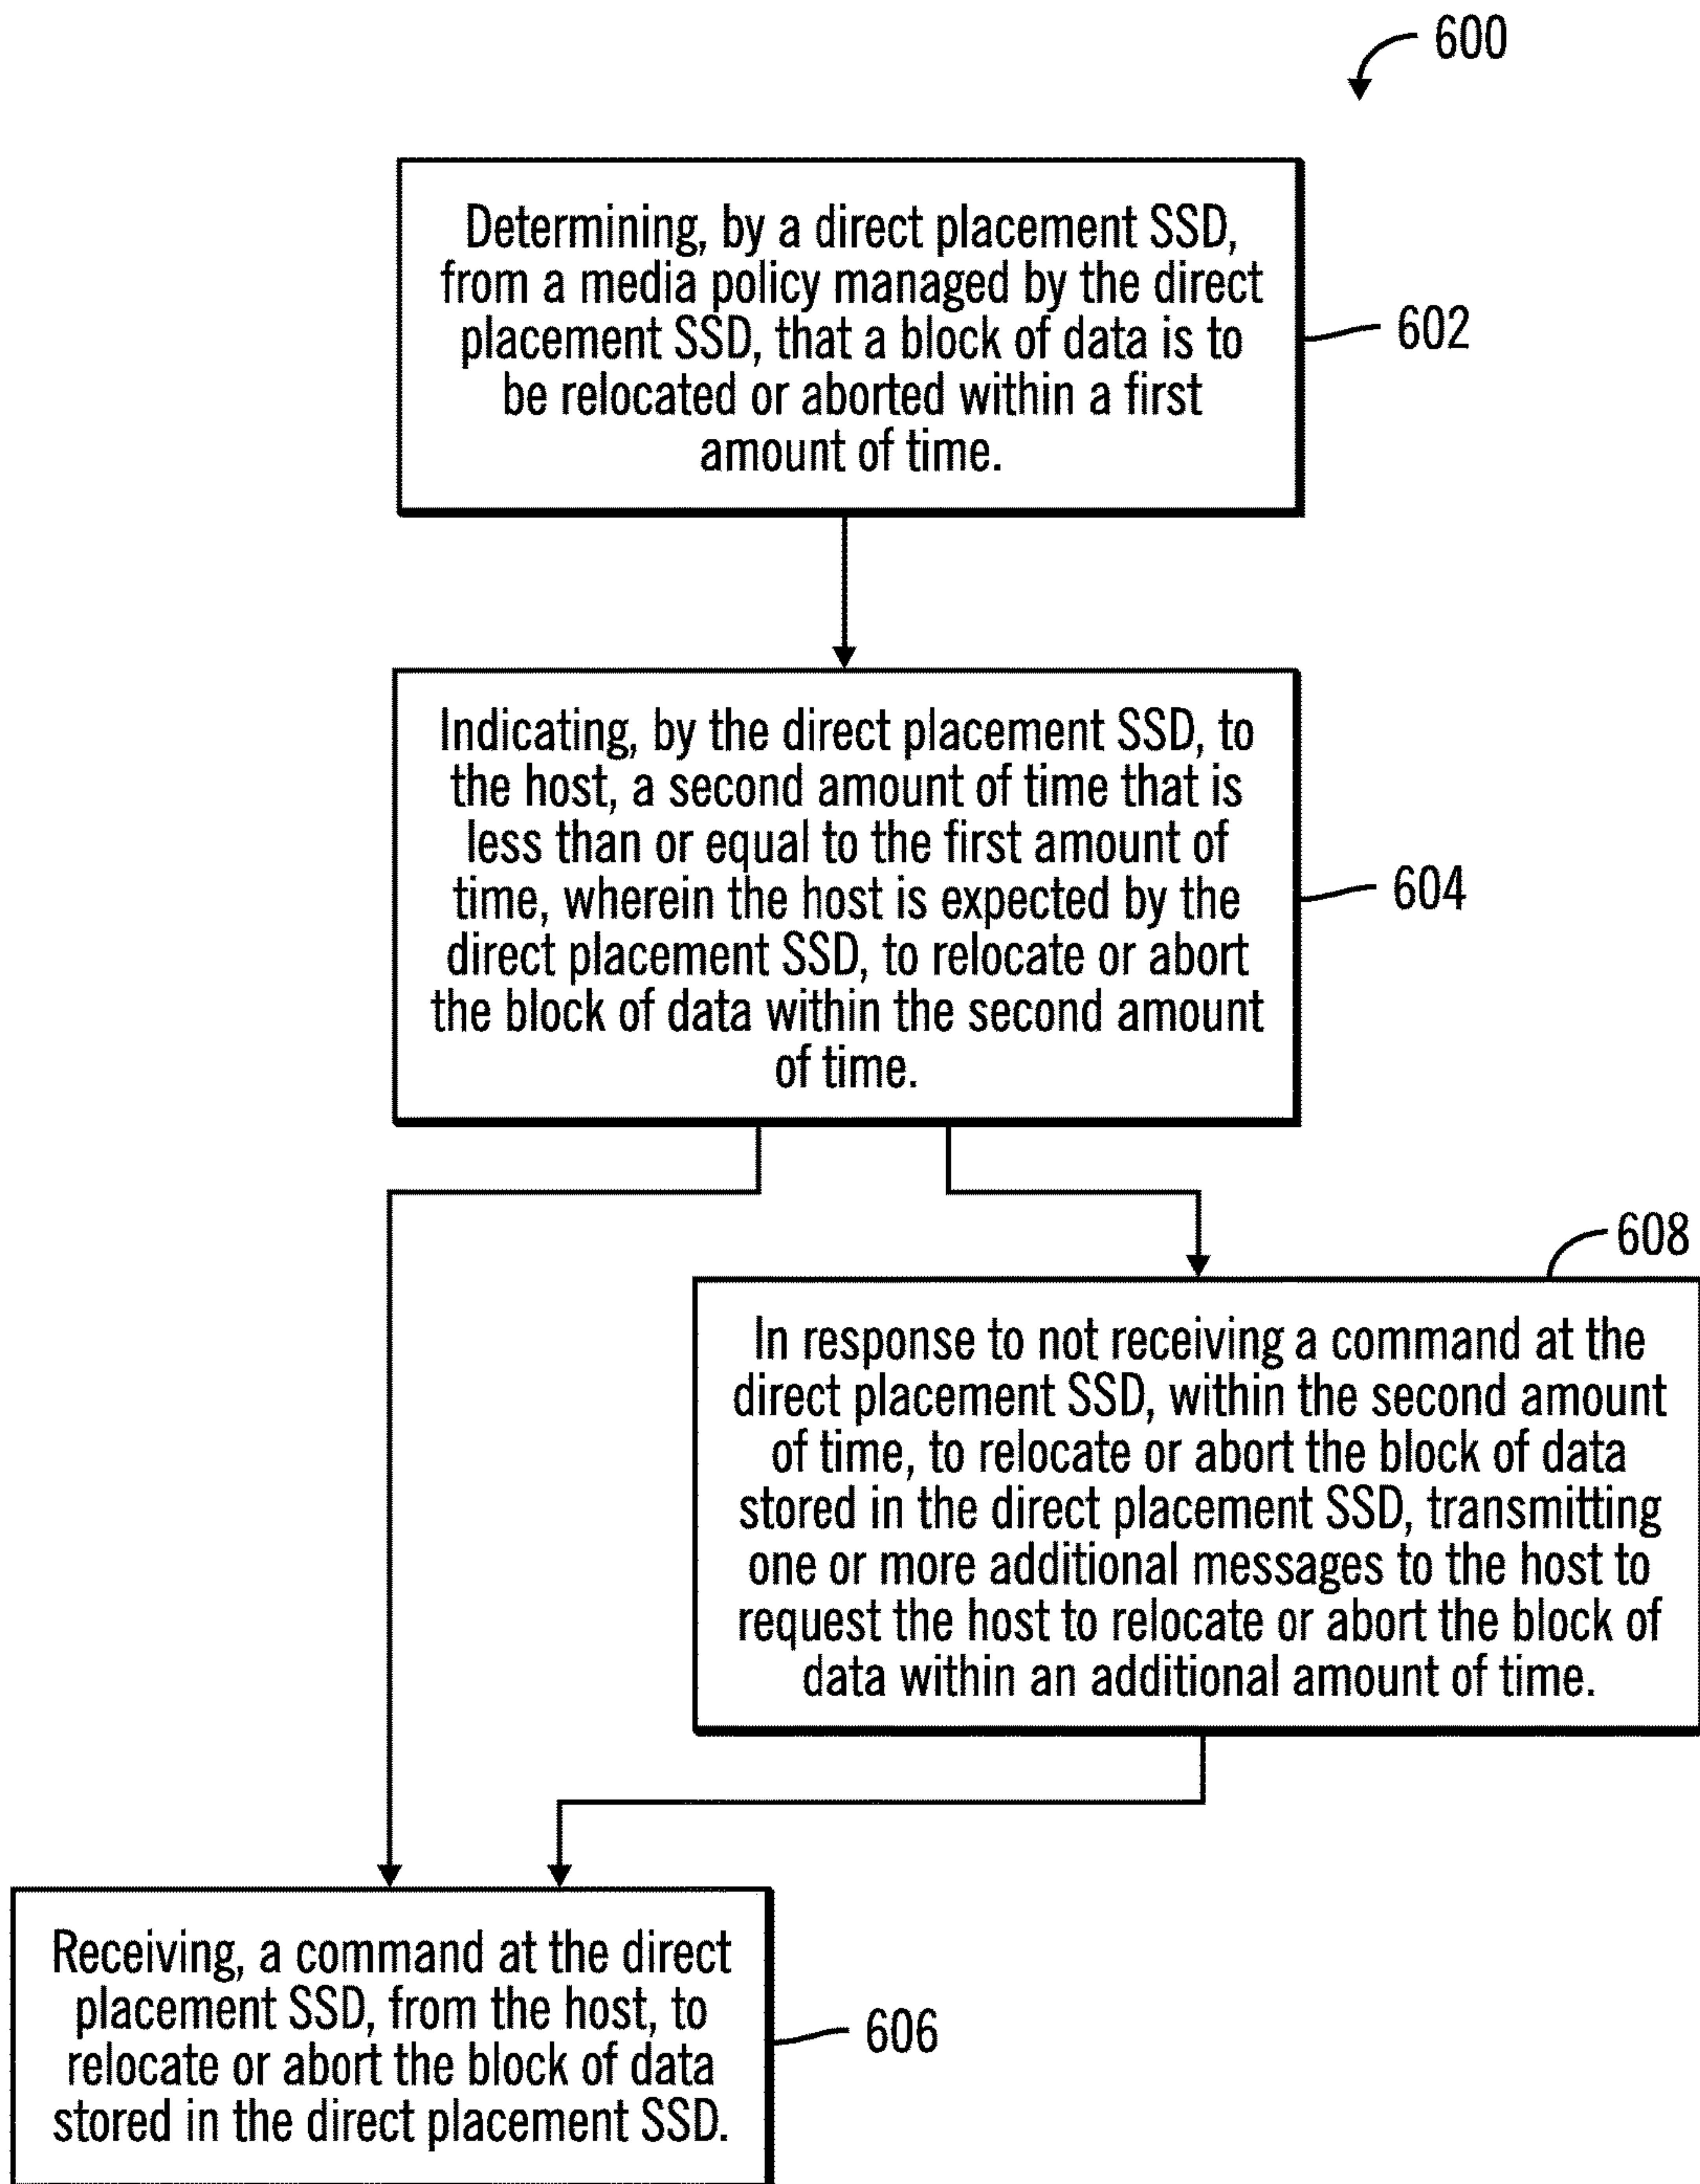 600
Determining, by a direct placement SSD,
from a media policy managed by the direct
placement SSD, that a block of data is to
be relocated or aborted within a first
amount of time.
602
Indicating, by the direct placement SSD, to
the host, a second amount of time that is
less than or equal to the first amount of
time, wherein the host is expected by the
direct placement SSD, to relocate or abort
the block of data within the second amount
of time.
604
608
In response to not receiving a command at the
direct placement SSD, within the second amount
of time, to relocate or abort the block of data
stored in the direct placement SSD, transmitting
one or more additional messages to the host to
request the host to relocate or abort the block of
data within an additional amount of time.
Receiving, a command at the direct
placement SSD, from the host, to
relocate or abort the block of data
stored in the direct placement SSD.
606